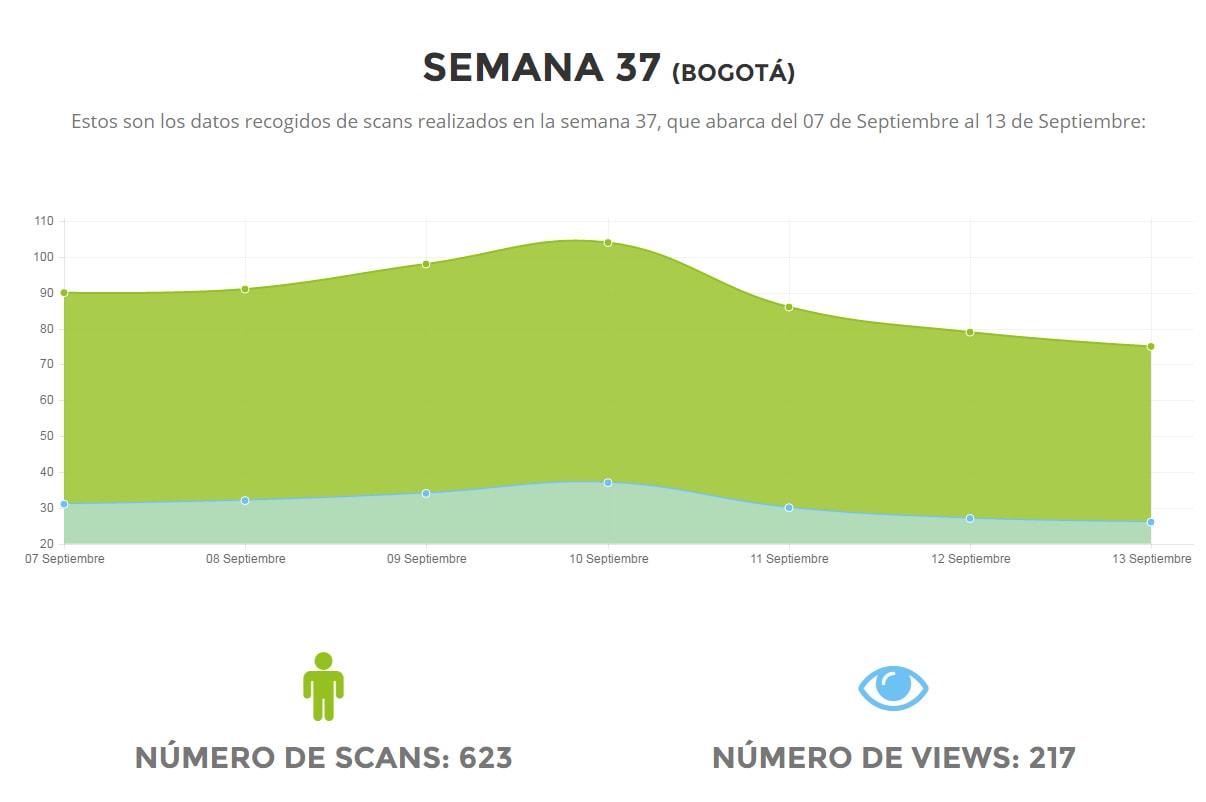 SEMANA 37 (BOGOTÁ)
Estos son los datos recogidos de scans realizados en la semana 37, que abarca del 07 de Septiembre al 13 de Septiembre:
110
100
90
80
70
60
50
40
30
20
07 Septiembre 08 Septiembre 09 Septiembre 10 Septiembre 11 Septiembre 12 Septiembre 13 Septiembre
NÚMERO DE SCANS: 623 NÚMERO DE VIEWS: 217